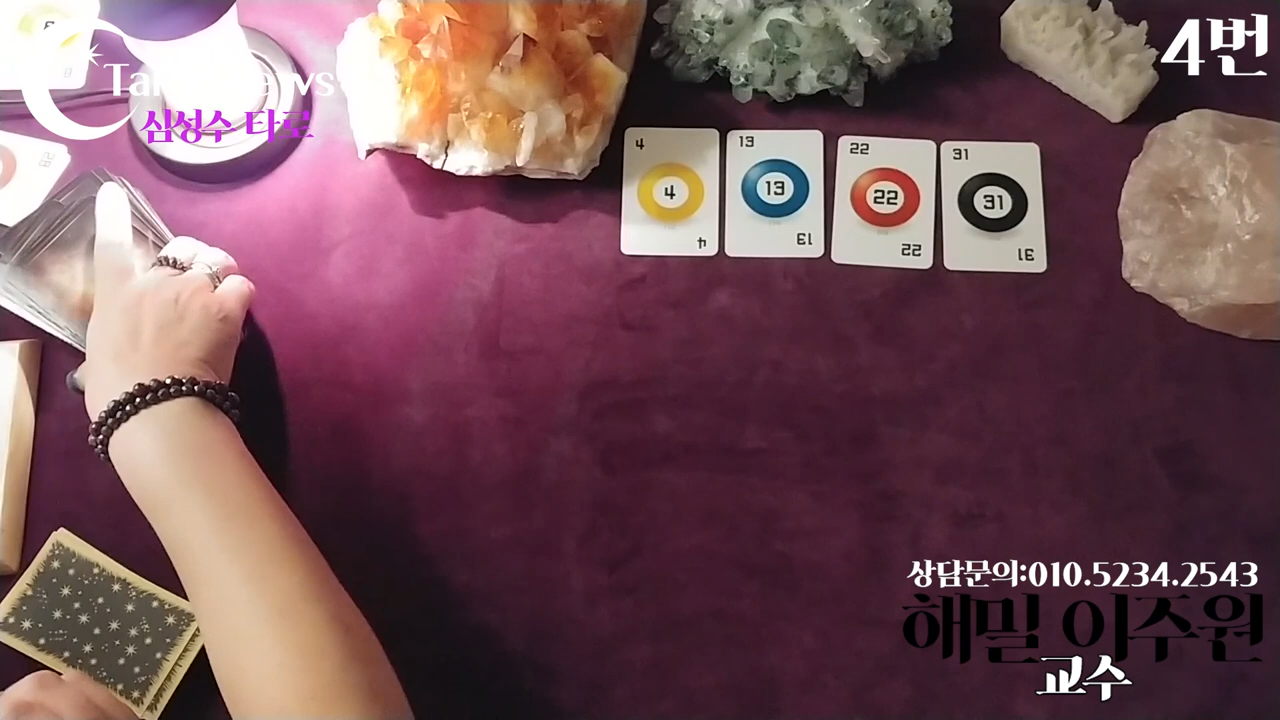 4번
심성수 타로
4 13 22 31
4 13 22 31
4 13 22 31
28
상담문의:010.5234.2543
해밀 이주원
교수